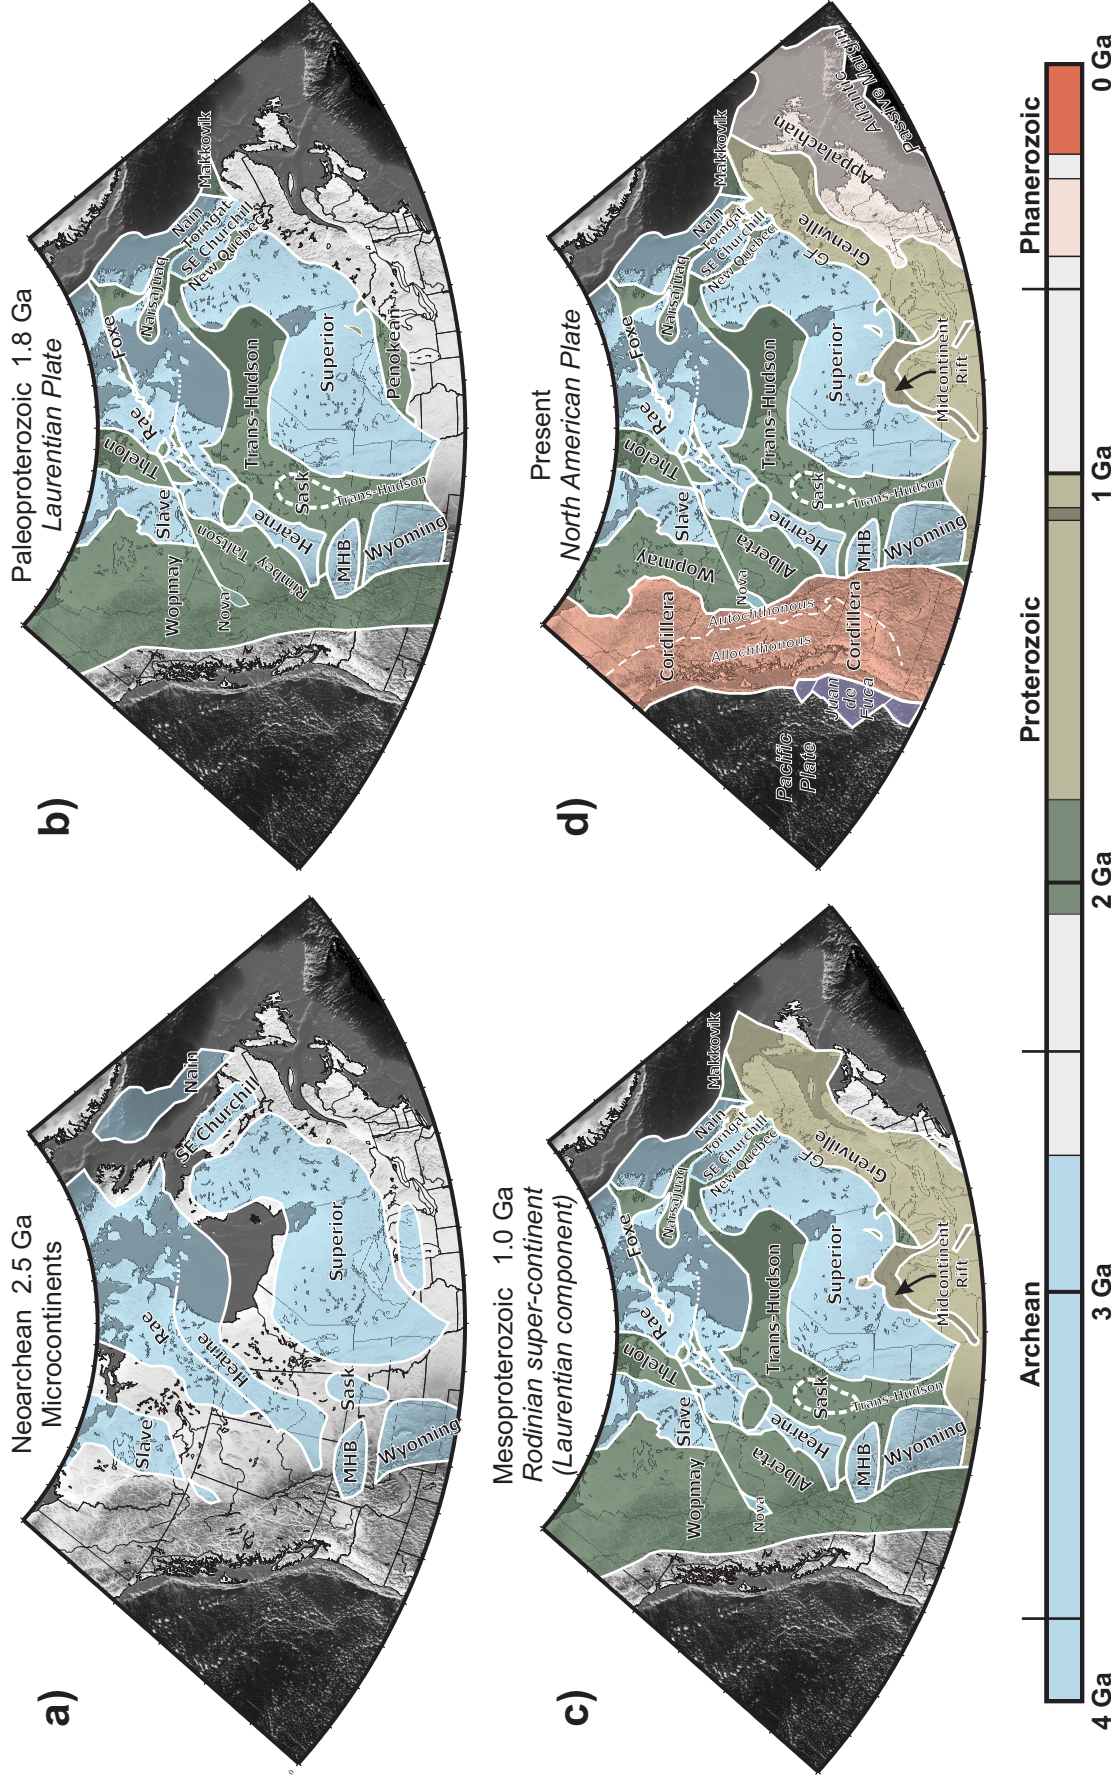 a)
Neoarchean 2.5 Ga
Microcontinents
Slave
Rae
Hearne
Nain
SE Churchill
Superior
Sask
MHB
Wyoming
b)
Paleoproterozoic 1.8 Ga
Laurentian Plate
Wopmay
Nova
Slave
Thelon
Rae
Foxe
Narsajuaq
Nain
Torngat
SE Churchill
New Quebec
Makkovik
Rimbey Taltson
Hearne
MHB
Wyoming
Sask
Trans-Hudson
Trans-Hudson
Superior
Penokean
c)
Mesoproterozoic 1.0 Ga
Rodinian super-continent
(Laurentian component)
Wopmay
Nova
Slave
Thelon
Rae
Foxe
Narsajuaq
Nain
Torngat
SE Churchill
New Quebec
Makkovik
Alberta
Hearne
MHB
Wyoming
Sask
Trans-Hudson
Trans-Hudson
Superior
GF
Grenville
Midcontinent
Rift
d)
Present
North American Plate
Cordillera
Autochthonous
Allochthonous
Cordillera
Juan
de
Fuca
Pacific
Plate
Wopmay
Nova
Slave
Thelon
Rae
Foxe
Narsajuaq
Nain
Torngat
SE Churchill
New Quebec
Makkovik
Alberta
Hearne
MHB
Wyoming
Sask
Trans-Hudson
Trans-Hudson
Superior
GF
Grenville
Appalachian
Atlantic
Passive Margin
Midcontinent
Rift
Archean
Proterozoic
Phanerozoic
4 Ga
3 Ga
2 Ga
1 Ga
0 Ga